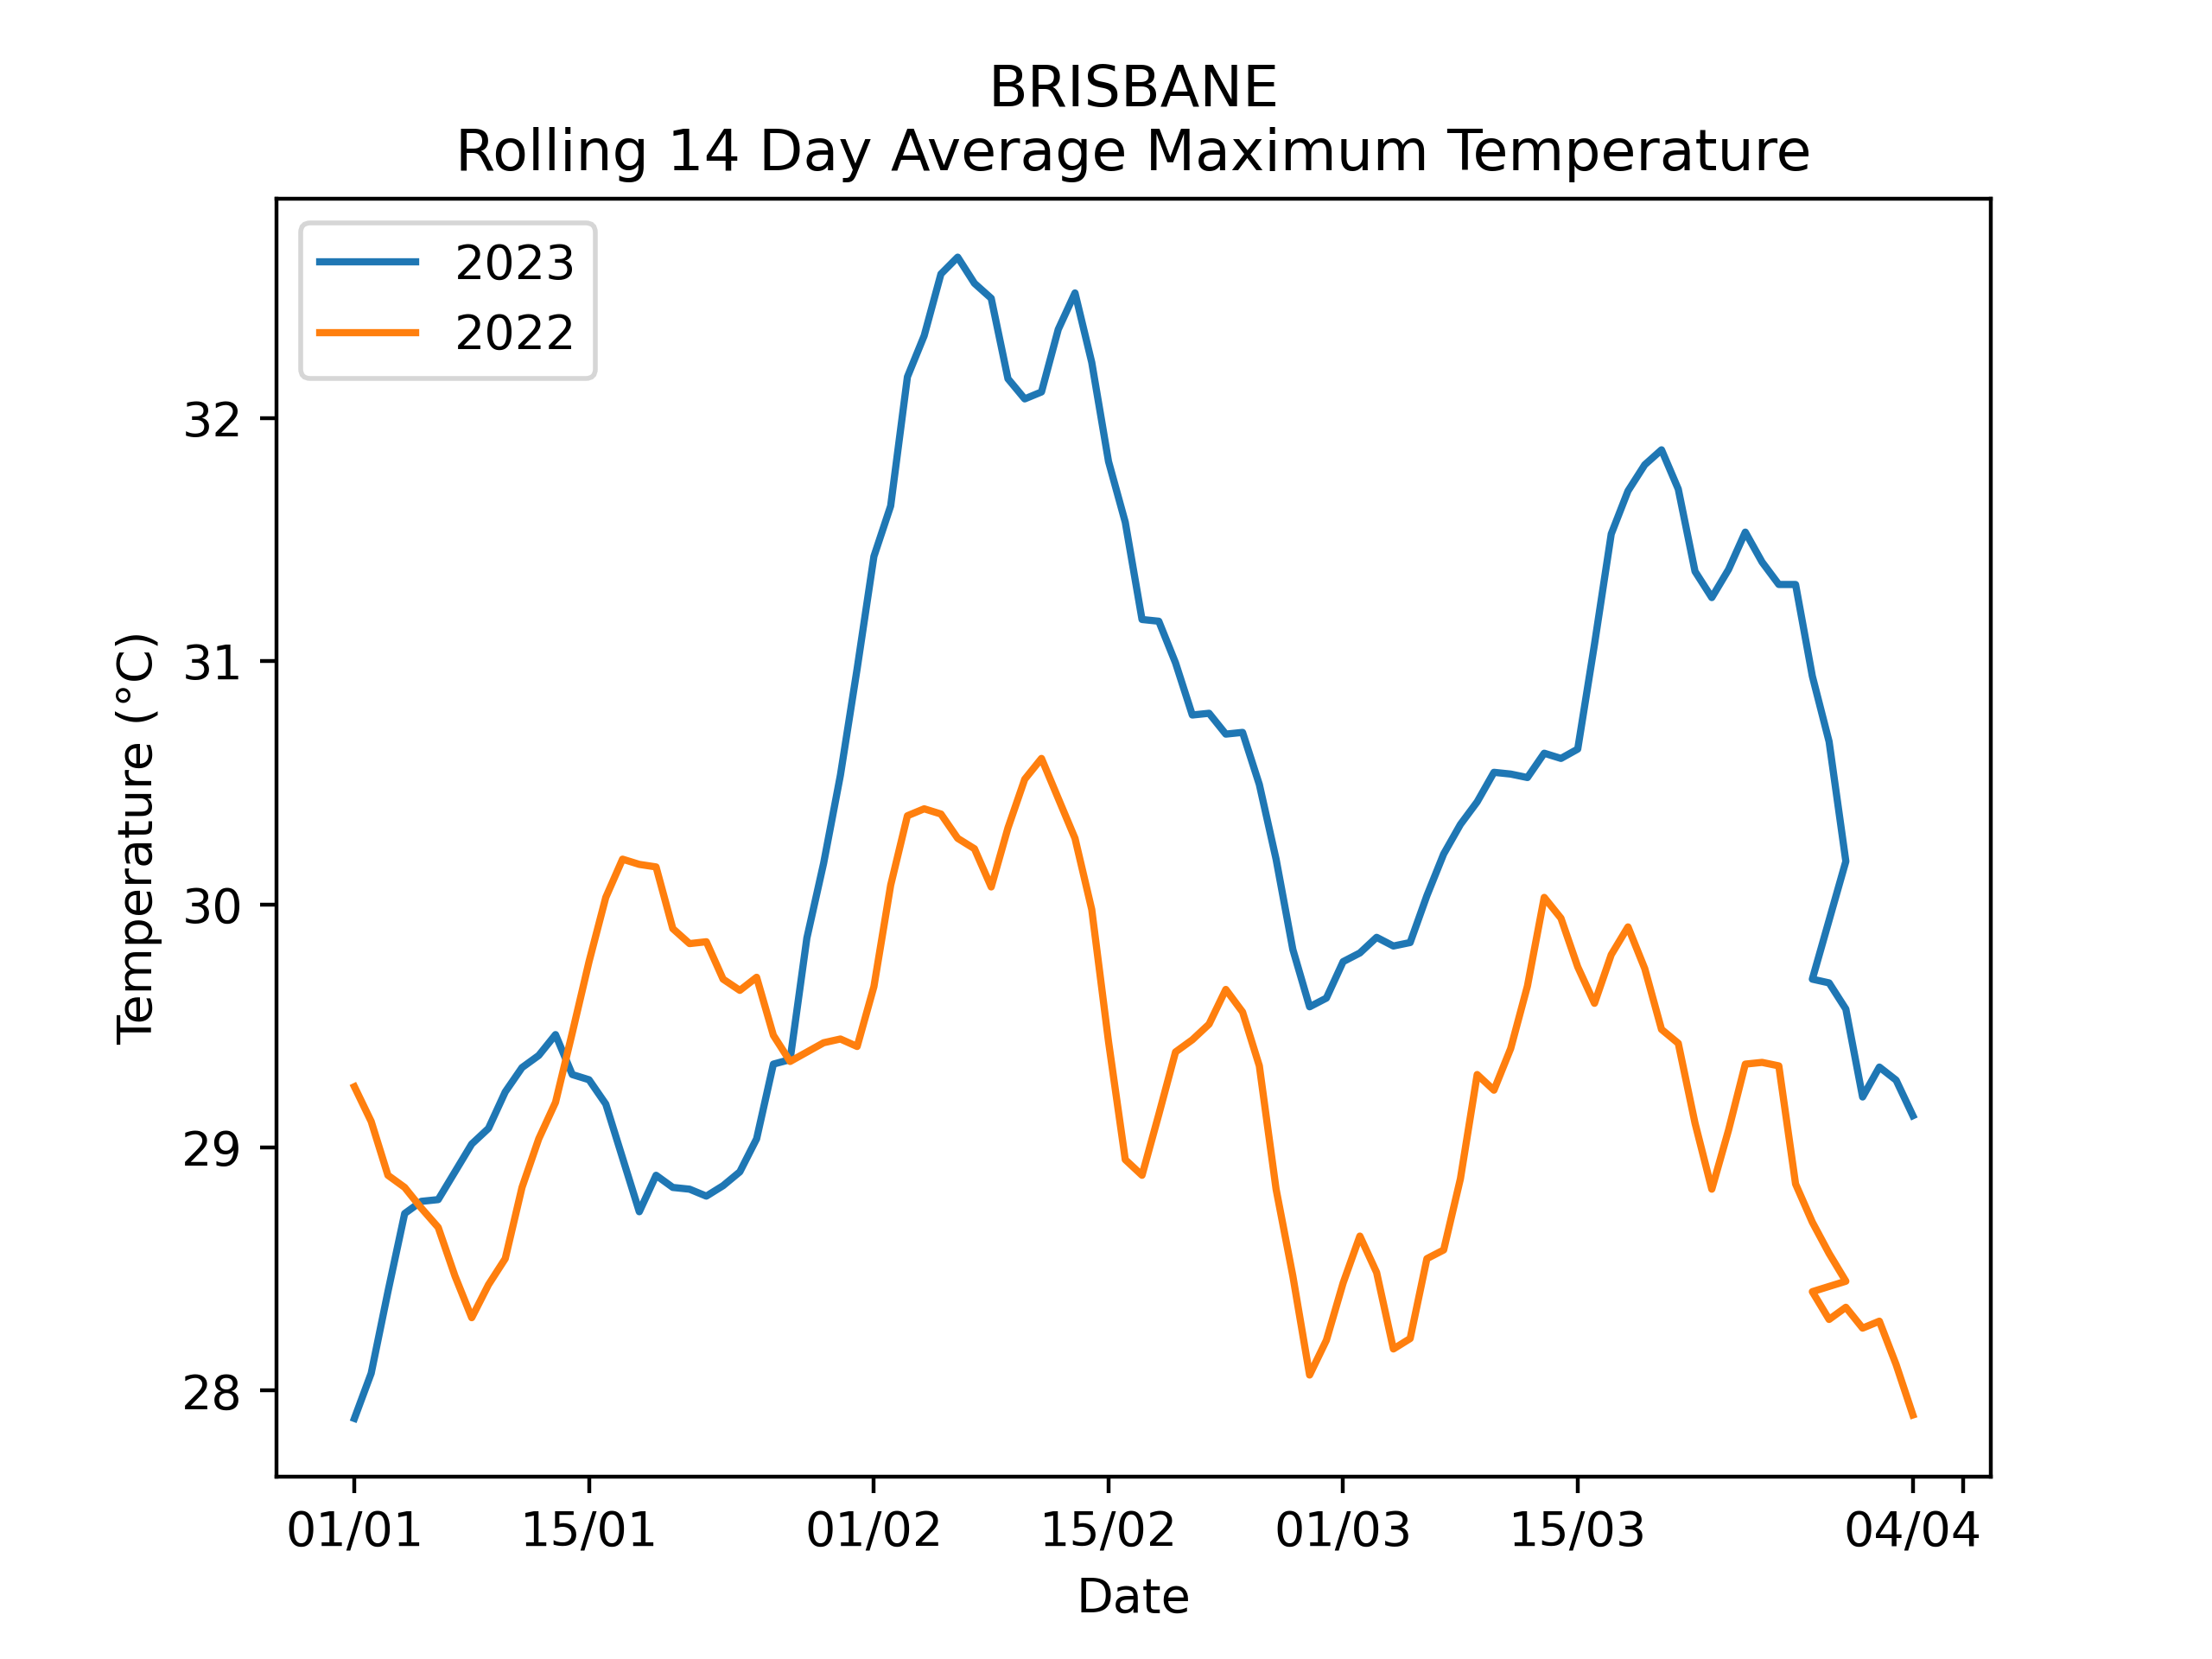 BRISBANE
Rolling 14 Day Average Maximum Temperature
2023
2022
32
31
30
29
28
Temperature (°C)
01/01 15/01 01/02 15/02 01/03 15/03 04/04
Date